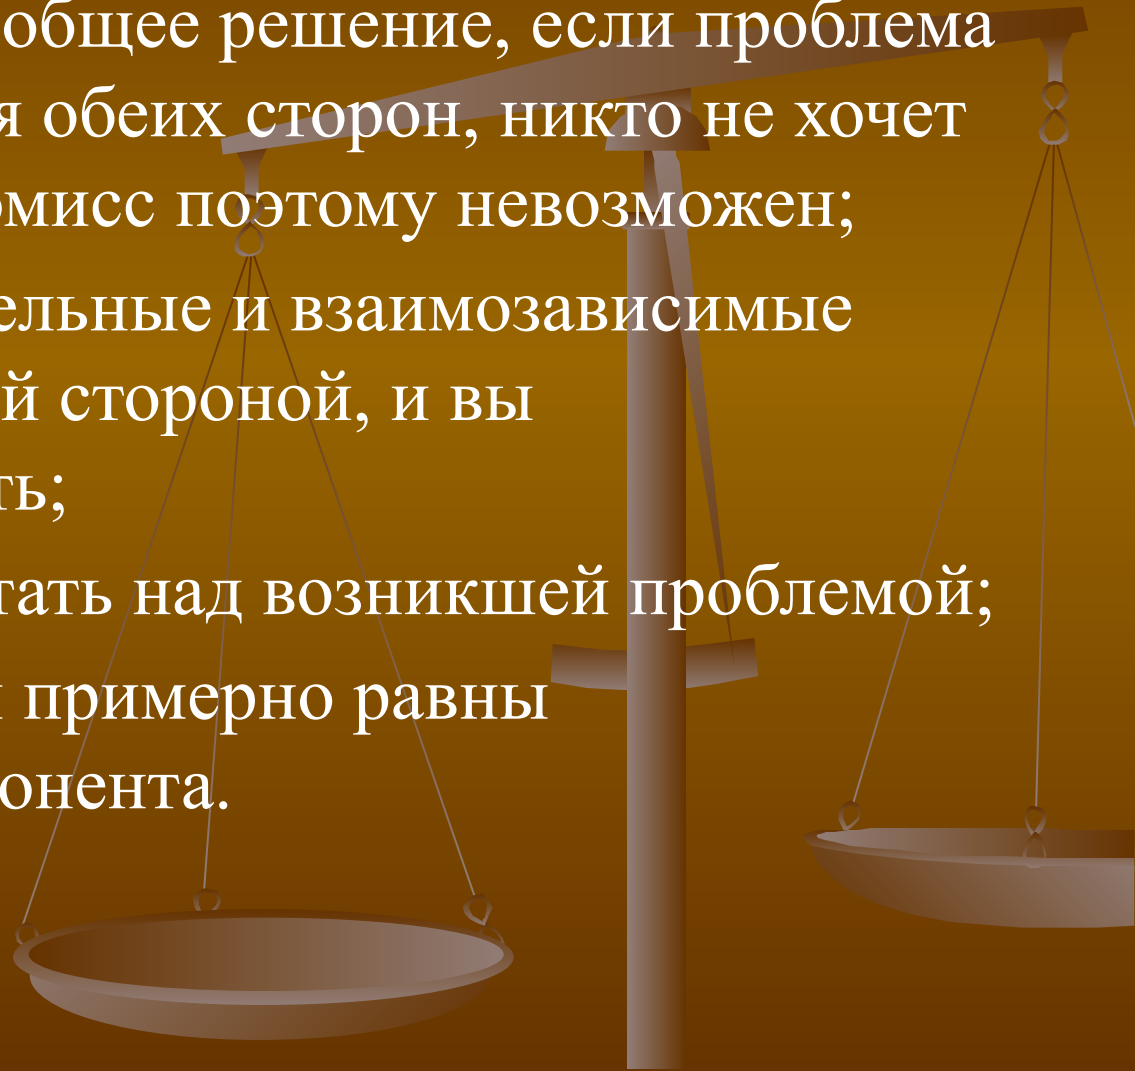 общее решение, если проблема
я обеих сторон, никто не хочет
омисс поэтому невозможен;
ельные и взаимозависимые
й стороной, и вы
ть;
тать над возникшей проблемой;
примерно равны
онента.